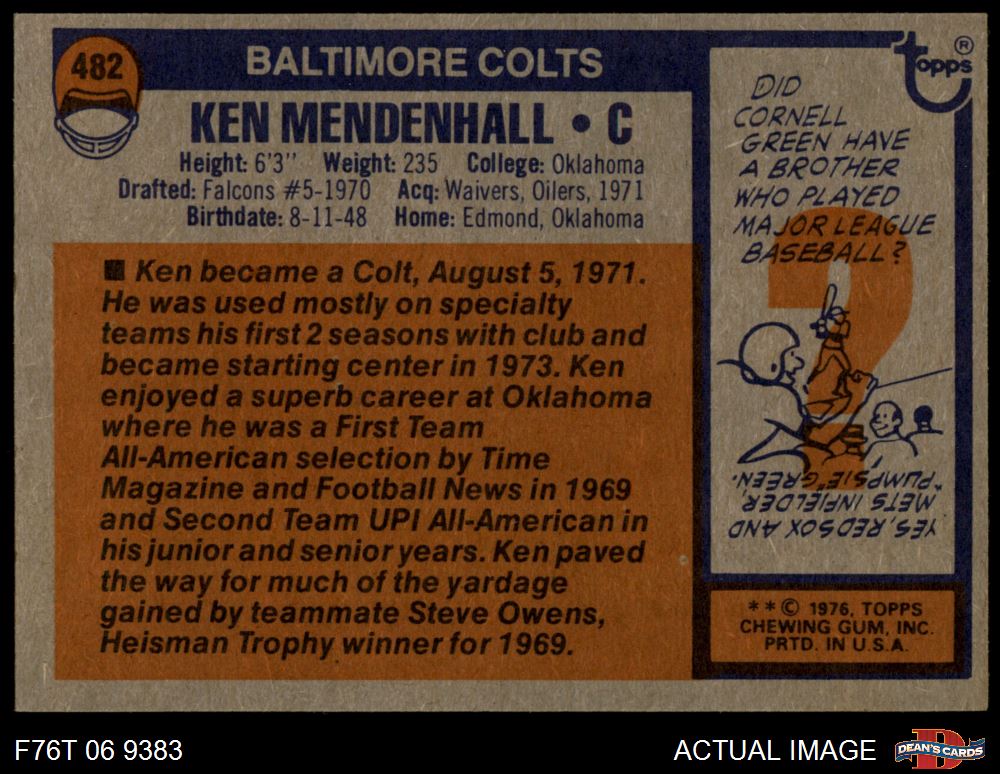 482
BALTIMORE COLTS
KEN MENDENHALL • C
Height: 6'3" Weight: 235 College: Oklahoma
Drafted: Falcons #5-1970 Acq: Waivers, Oilers, 1971
Birthdate: 8-11-48 Home: Edmond, Oklahoma
■ Ken became a Colt, August 5, 1971.
He was used mostly on specialty
teams his first 2 seasons with club and
became starting center in 1973. Ken
enjoyed a superb career at Oklahoma
where he was a First Team
All-American selection by Time
Magazine and Football News in 1969
and Second Team UPI All-American in
his junior and senior years. Ken paved
the way for much of the yardage
gained by teammate Steve Owens,
Heisman Trophy winner for 1969.
Topps ®
DID
CORNELL
GREEN HAVE
A BROTHER
WHO PLAYED
MAJOR LEAGUE
BASEBALL?
?
YES, RED SOX AND
METS INFIELDER,
"PUMPSIE" GREEN.
** © 1976, TOPPS
CHEWING GUM, INC.
PRTD. IN U.S.A.
F76T 06 9383
ACTUAL IMAGE
D
DEAN'S CARDS